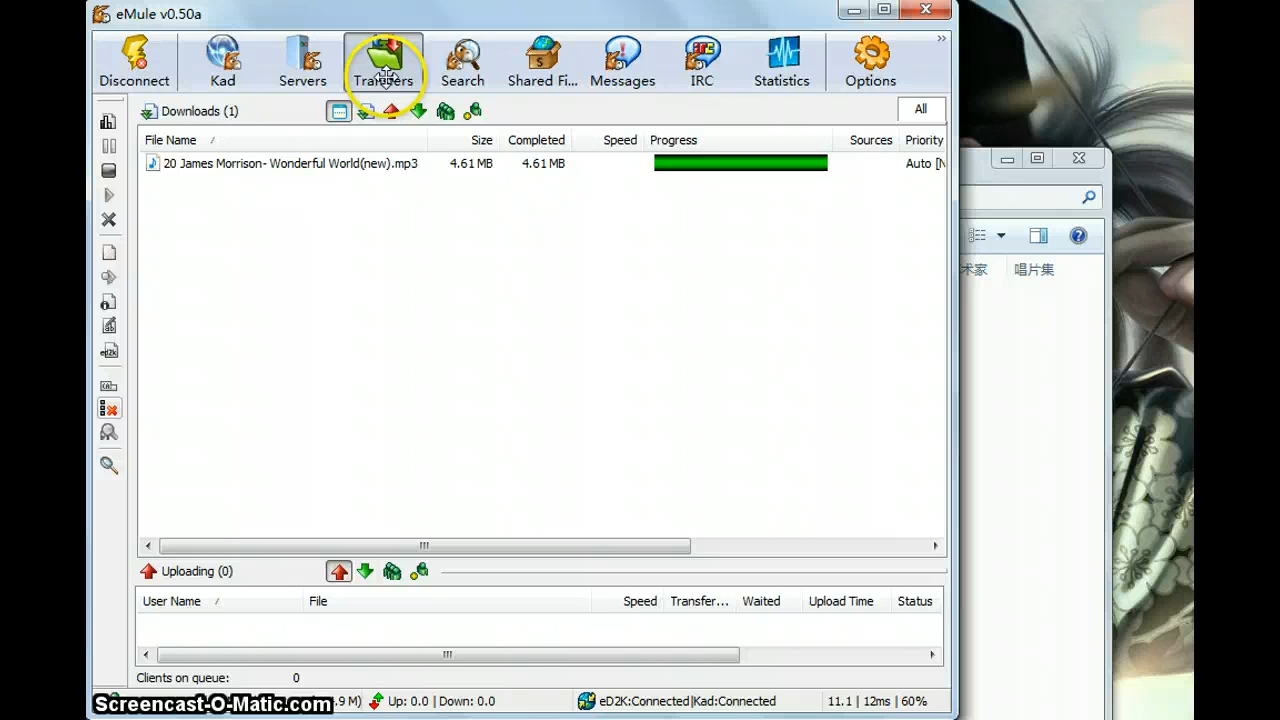 eMule v0.50a
Disconnect Kad Servers Transfers Search Shared Fi... Messages IRC Statistics Options
Downloads (1) All
File Name Size Completed Speed Progress Sources Priority
20 James Morrison- Wonderful World(new).mp3 4.61 MB 4.61 MB Auto [N
术家 唱片集
Uploading (0)
User Name File Speed Transfer... Waited Upload Time Status
Clients on queue: 0
.9 M) Up: 0.0 | Down: 0.0 eD2K:Connected|Kad:Connected 11.1 | 12ms | 60%
Screencast-O-Matic.com